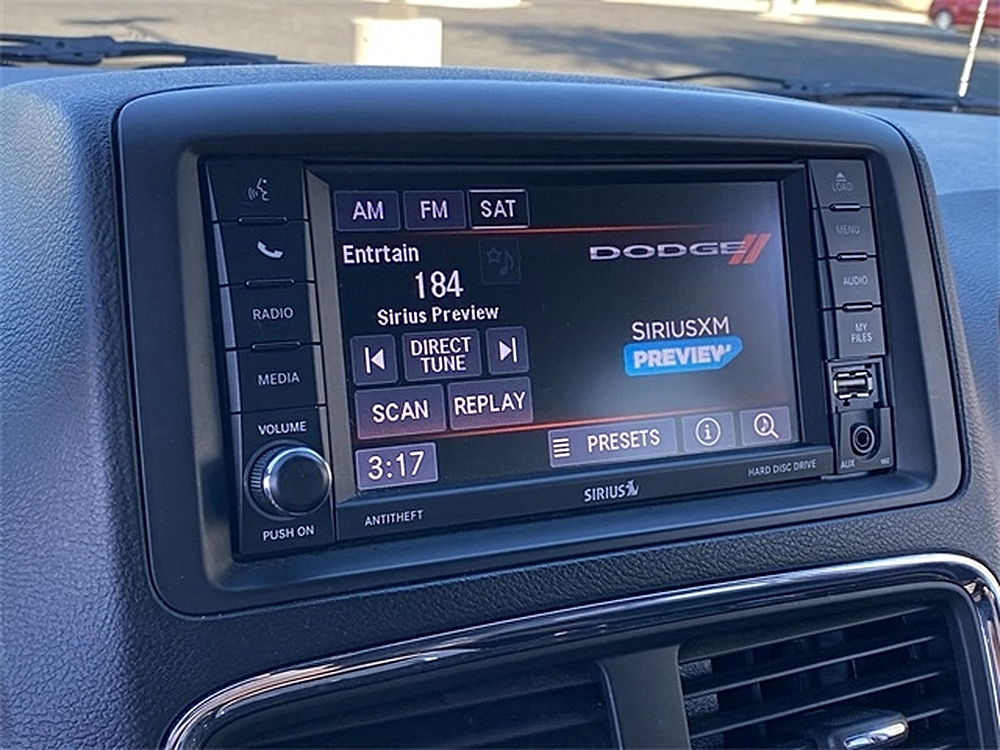 RADIO
MEDIA
VOLUME
PUSH ON
AM FM SAT
Entrtain
184
Sirius Preview
DIRECT
TUNE
SCAN REPLAY
3:17
DODGE
SIRIUSXM
PREVIEW
PRESETS
ANTITHEFT
SIRIUS
HARD DISC DRIVE
LOAD
MENU
AUDIO
MY
FILES
AUX